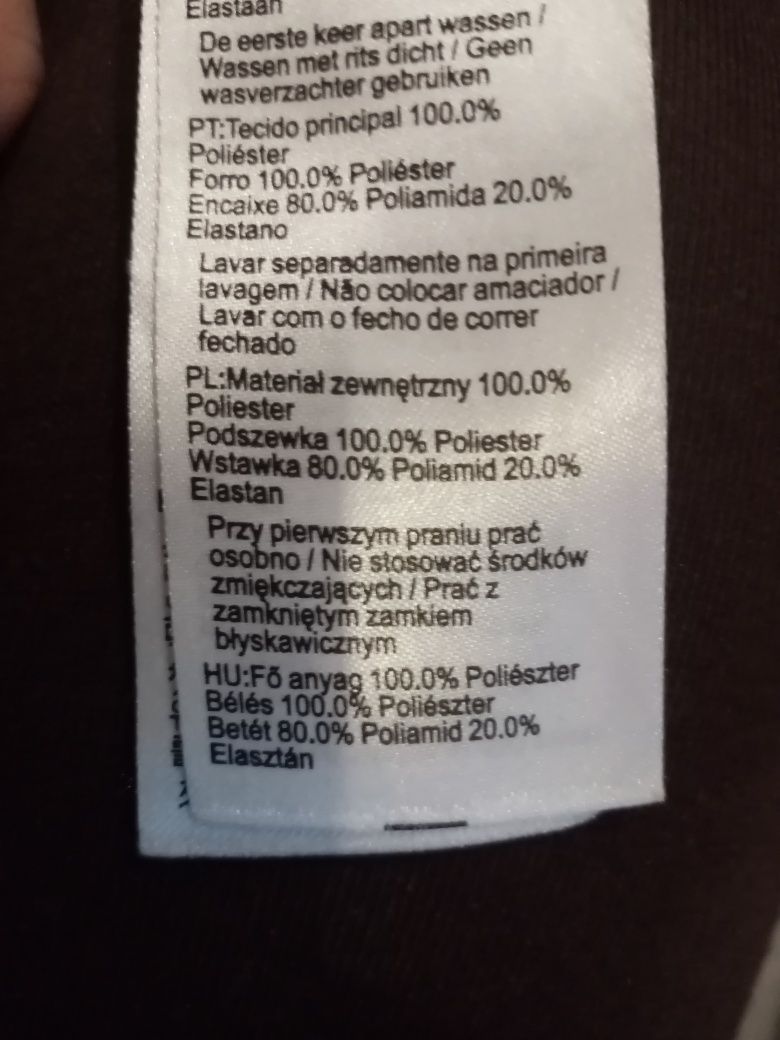 Elastaan
De eerste keer apart wassen /
Wassen met rits dicht / Geen
wasverzachter gebruiken
PT:Tecido principal 100.0%
Poliéster
Forro 100.0% Poliéster
Encaixe 80.0% Poliamida 20.0%
Elastano
Lavar separadamente na primeira
lavagem / Não colocar amaciador /
Lavar com o fecho de correr
fechado
PL:Materiał zewnętrzny 100.0%
Poliester
Podszewka 100.0% Poliester
Wstawka 80.0% Poliamid 20.0%
Elastan
Przy pierwszym praniu prać
osobno / Nie stosować środków
zmiękczających / Prać z
zamkniętym zamkiem
błyskawicznym
HU:Fő anyag 100.0% Poliészter
Bélés 100.0% Poliészter
Betét 80.0% Poliamid 20.0%
Elasztán